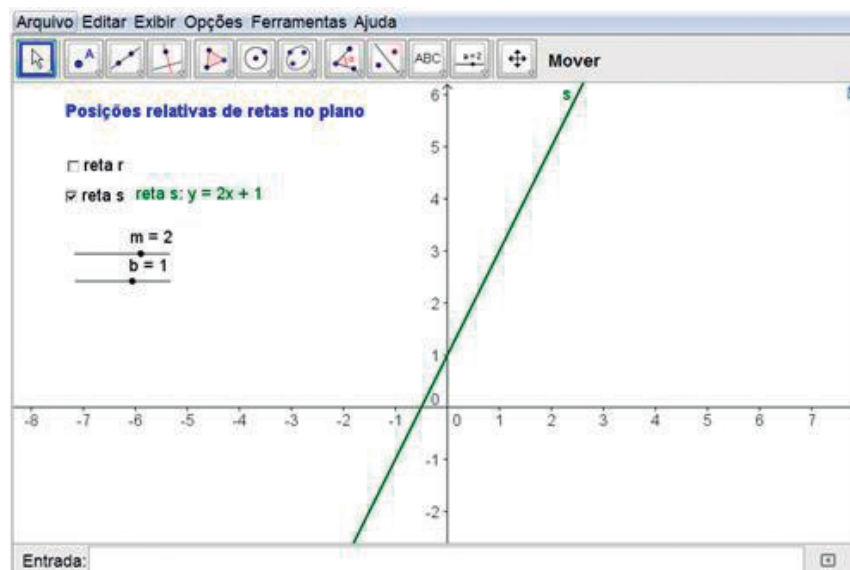 Arquivo Editar Exibir Opções Ferramentas Ajuda
A
α
ABC
a=2
Mover
Posições relativas de retas no plano
reta r
reta s reta s: y = 2x + 1
m = 2
b = 1
s
6
5
4
3
2
1
0
-8 -7 -6 -5 -4 -3 -2 -1 0 1 2 3 4 5 6 7
-1
-2
Entrada: